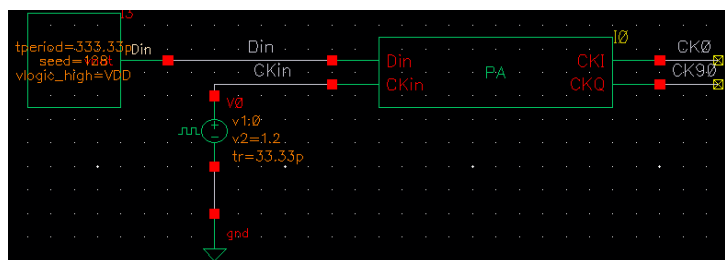 I3
tperiod=333.33p
seed=128
vlogic_high=VDD
Din
Din
CKin
Din
CKin
PA
I0
CKI
CKQ
CK0
CK90
V0
v1:0
v2=1.2
tr=33.33p
gnd